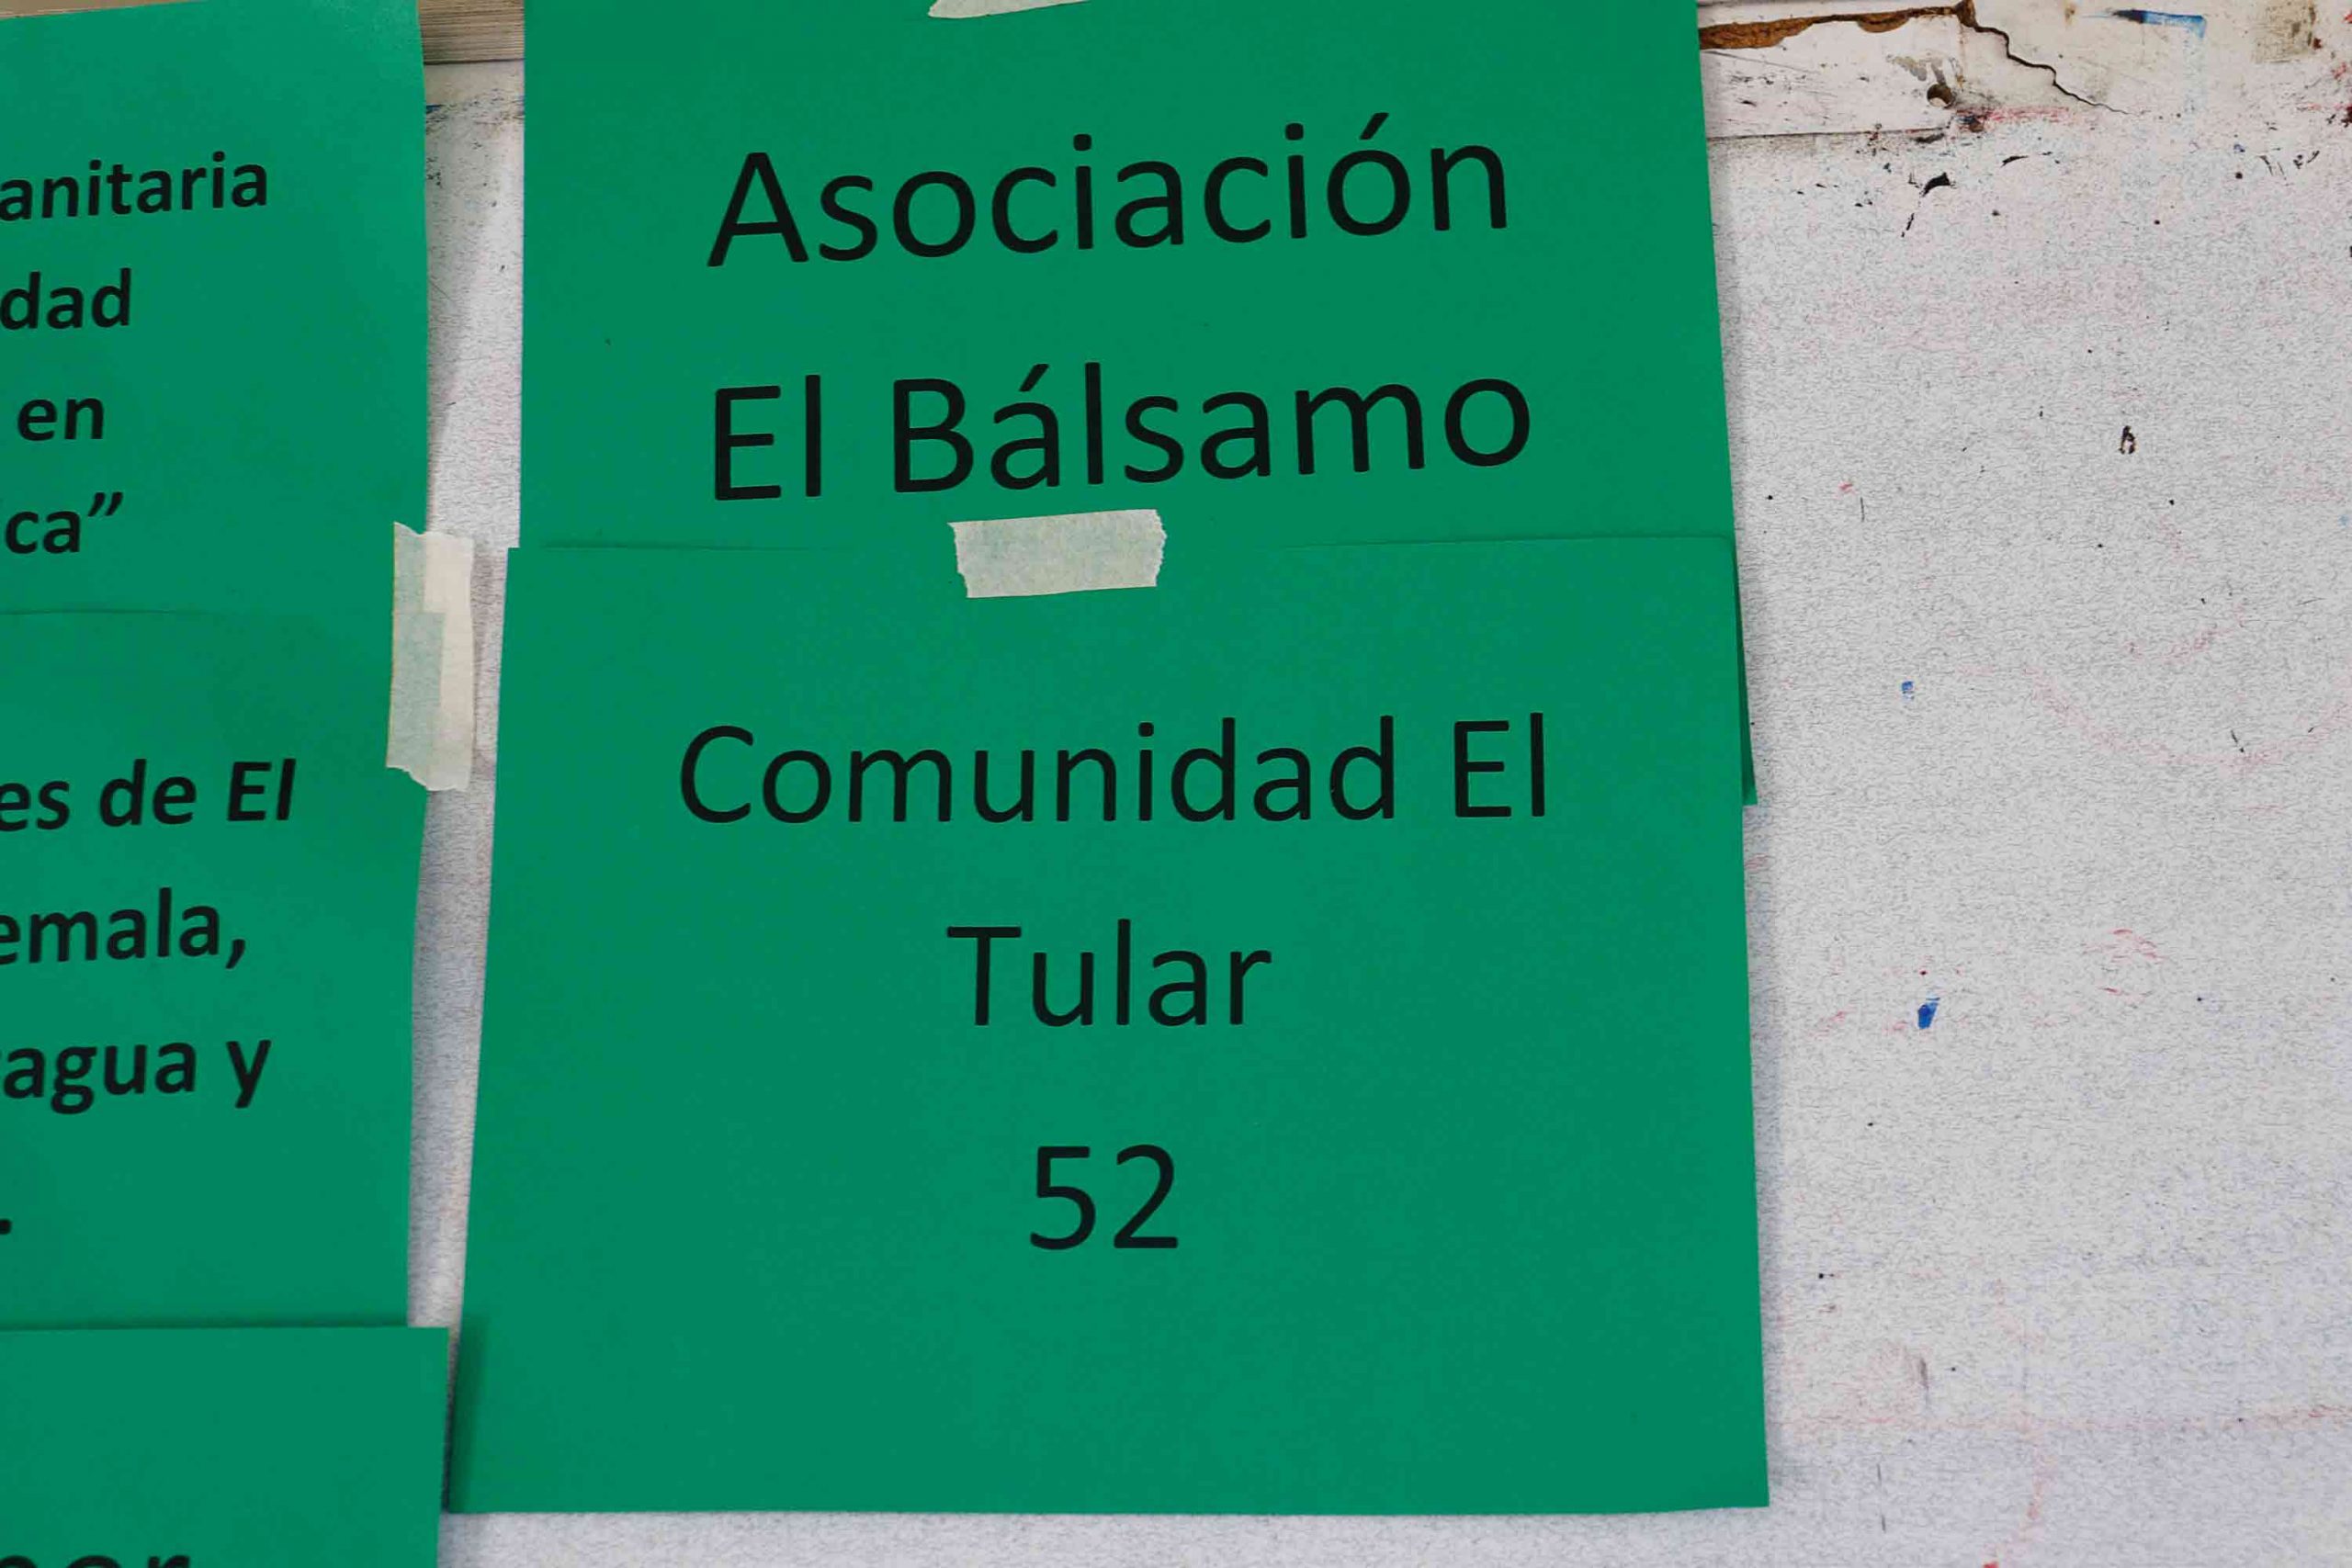 anitaria
dad
en
ca”
es de El
emala,
agua y
.
Asociación
El Bálsamo
Comunidad El
Tular
52